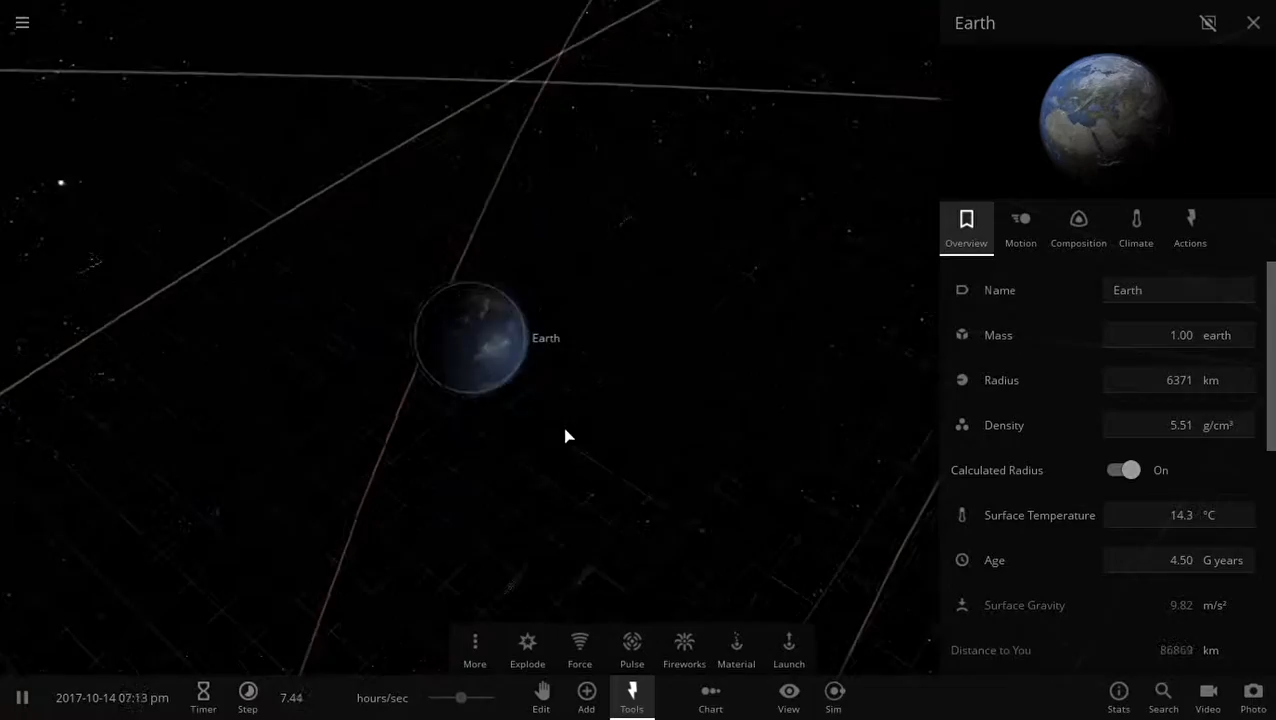 Earth
Overview
Motion
Composition
Climate
Actions
Name Earth
Mass 1.00 earth
Radius 6371 km
Density 5.51 g/cm³
Calculated Radius On
Surface Temperature 14.3 °C
Age 4.50 G years
Surface Gravity 9.82 m/s²
Distance to You 86869 km
Earth
More
Explode
Force
Pulse
Fireworks
Material
Launch
2017-10-14 07:13 pm
Timer
Step
7.44 hours/sec
Edit
Add
Tools
Chart
View
Sim
Stats
Search
Video
Photo